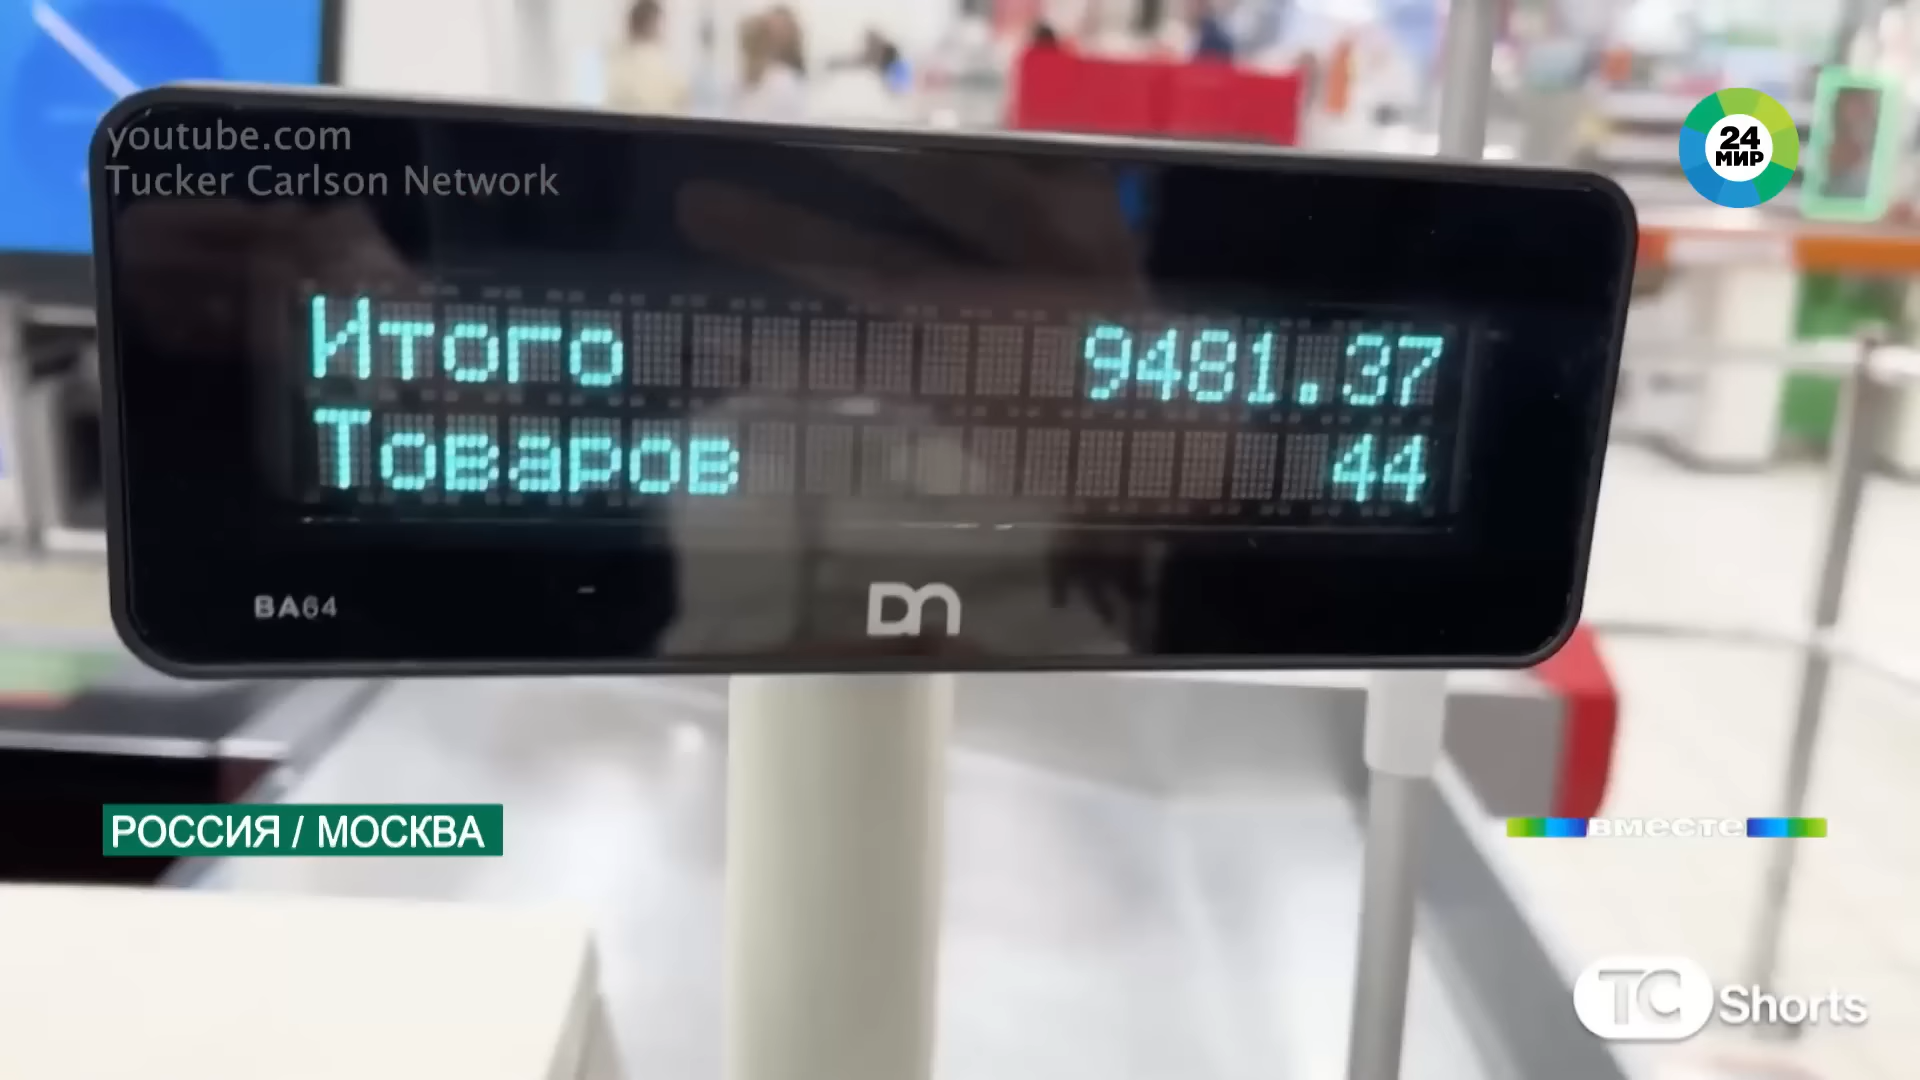 youtube.com
Tucker Carlson Network
24
МИР
Итого 9481.37
Товаров 44
BA64
DN
РОССИЯ / МОСКВА
ВМЕСТЕ
TC Shorts